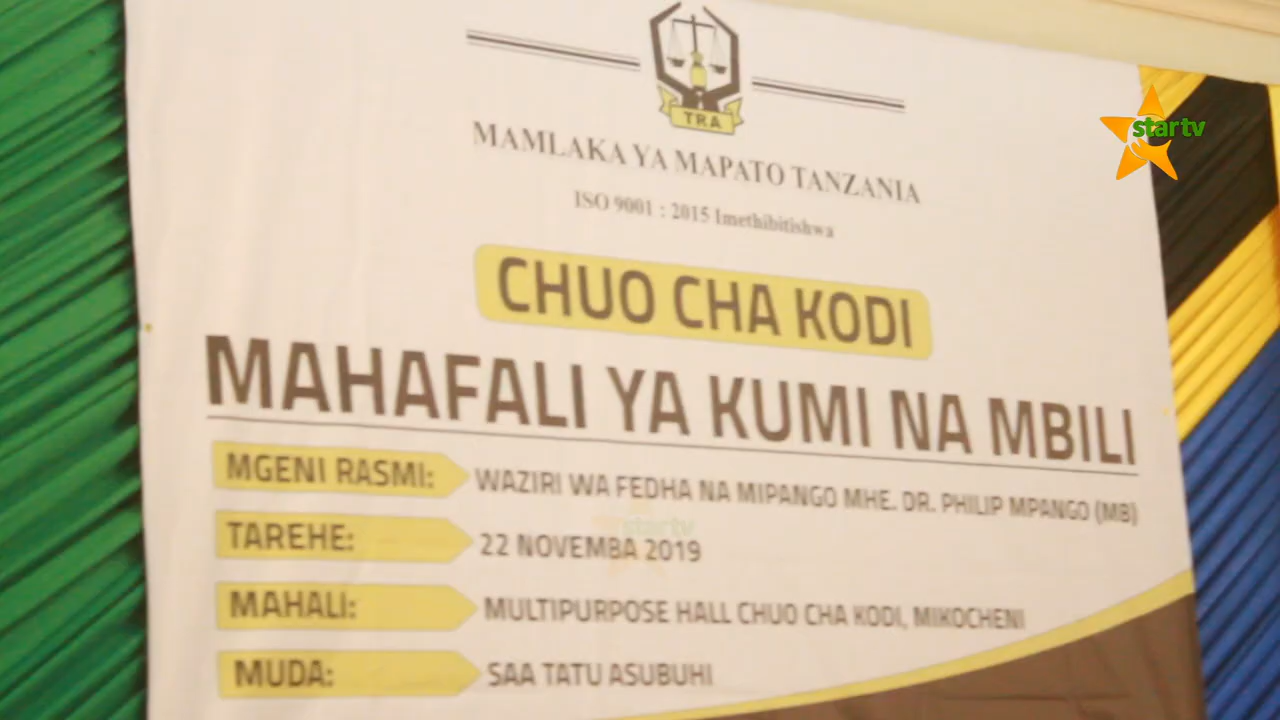 TRA
startv
MAMLAKA YA MAPATO TANZANIA
ISO 9001 : 2015 Imethibitishwa
CHUO CHA KODI
MAHAFALI YA KUMI NA MBILI
MGENI RASMI: WAZIRI WA FEDHA NA MIPANGO MHE. DR. PHILIP MPANGO (MB)
startv
TAREHE: 22 NOVEMBA 2019
MAHALI: MULTIPURPOSE HALL CHUO CHA KODI, MIKOCHENI
MUDA: SAA TATU ASUBUHI